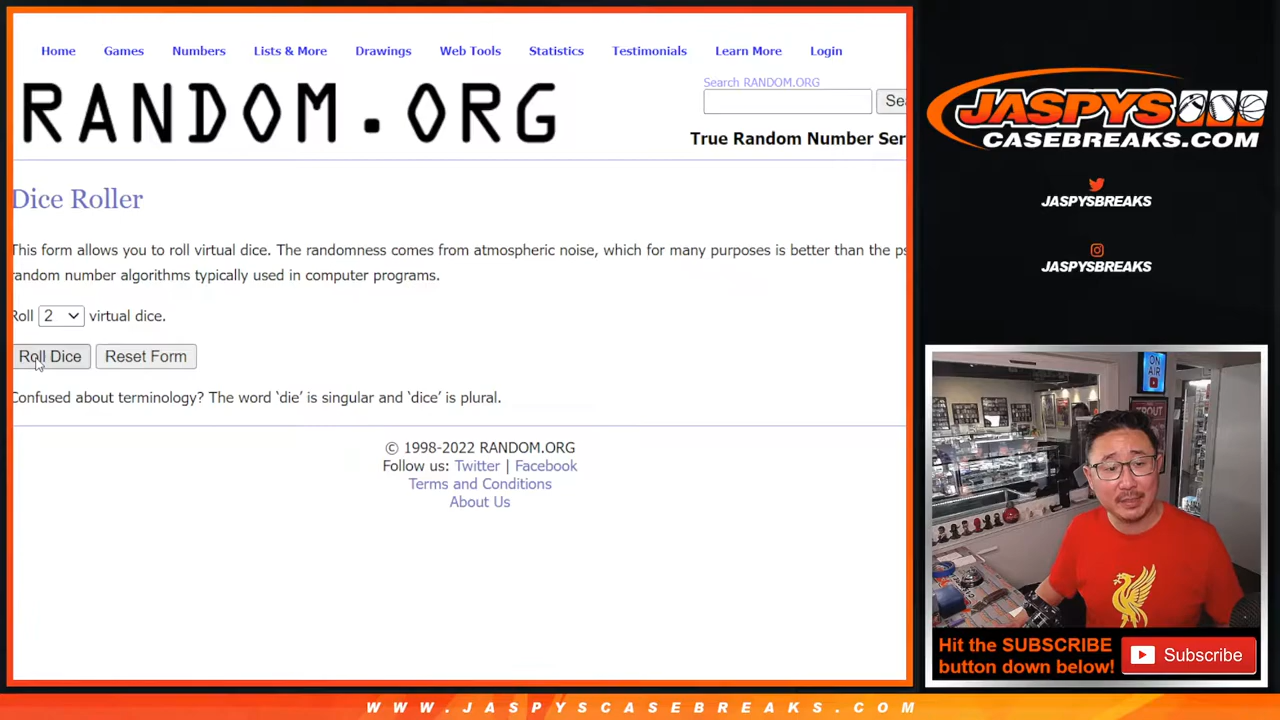 Home Games Numbers Lists & More Drawings Web Tools Statistics Testimonials Learn More Login
Search RANDOM.ORG
RANDOM.ORG
Sea
True Random Number Ser
Dice Roller
This form allows you to roll virtual dice. The randomness comes from atmospheric noise, which for many purposes is better than the ps
random number algorithms typically used in computer programs.
Roll 2 virtual dice.
Roll Dice Reset Form
Confused about terminology? The word ‘die’ is singular and ‘dice’ is plural.
© 1998-2022 RANDOM.ORG
Follow us: Twitter | Facebook
Terms and Conditions
About Us
JASPYS
CASEBREAKS.COM
JASPYSBREAKS
JASPYSBREAKS
ON
AIR
TROUT
Hit the SUBSCRIBE
button down below!
Subscribe
WWW.JASPYSCASEBREAKS.COM